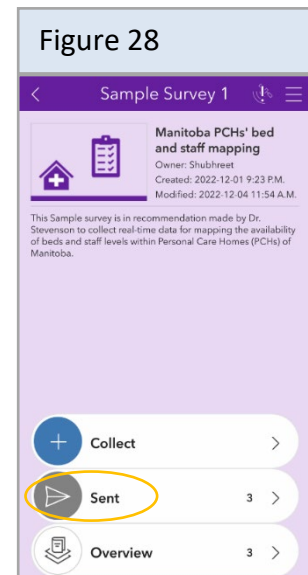 Figure 28
Sample Survey 1
Manitoba PCHs' bed
and staff mapping
Owner: Shubhreet
Created: 2022-12-01 9:23 P.M.
Modified: 2022-12-04 11:54 A.M.
This Sample survey is in recommendation made by Dr.
Stevenson to collect real-time data for mapping the availability
of beds and staff levels within Personal Care Homes (PCHs) of
Manitoba.
Collect
Sent 3
Overview 3